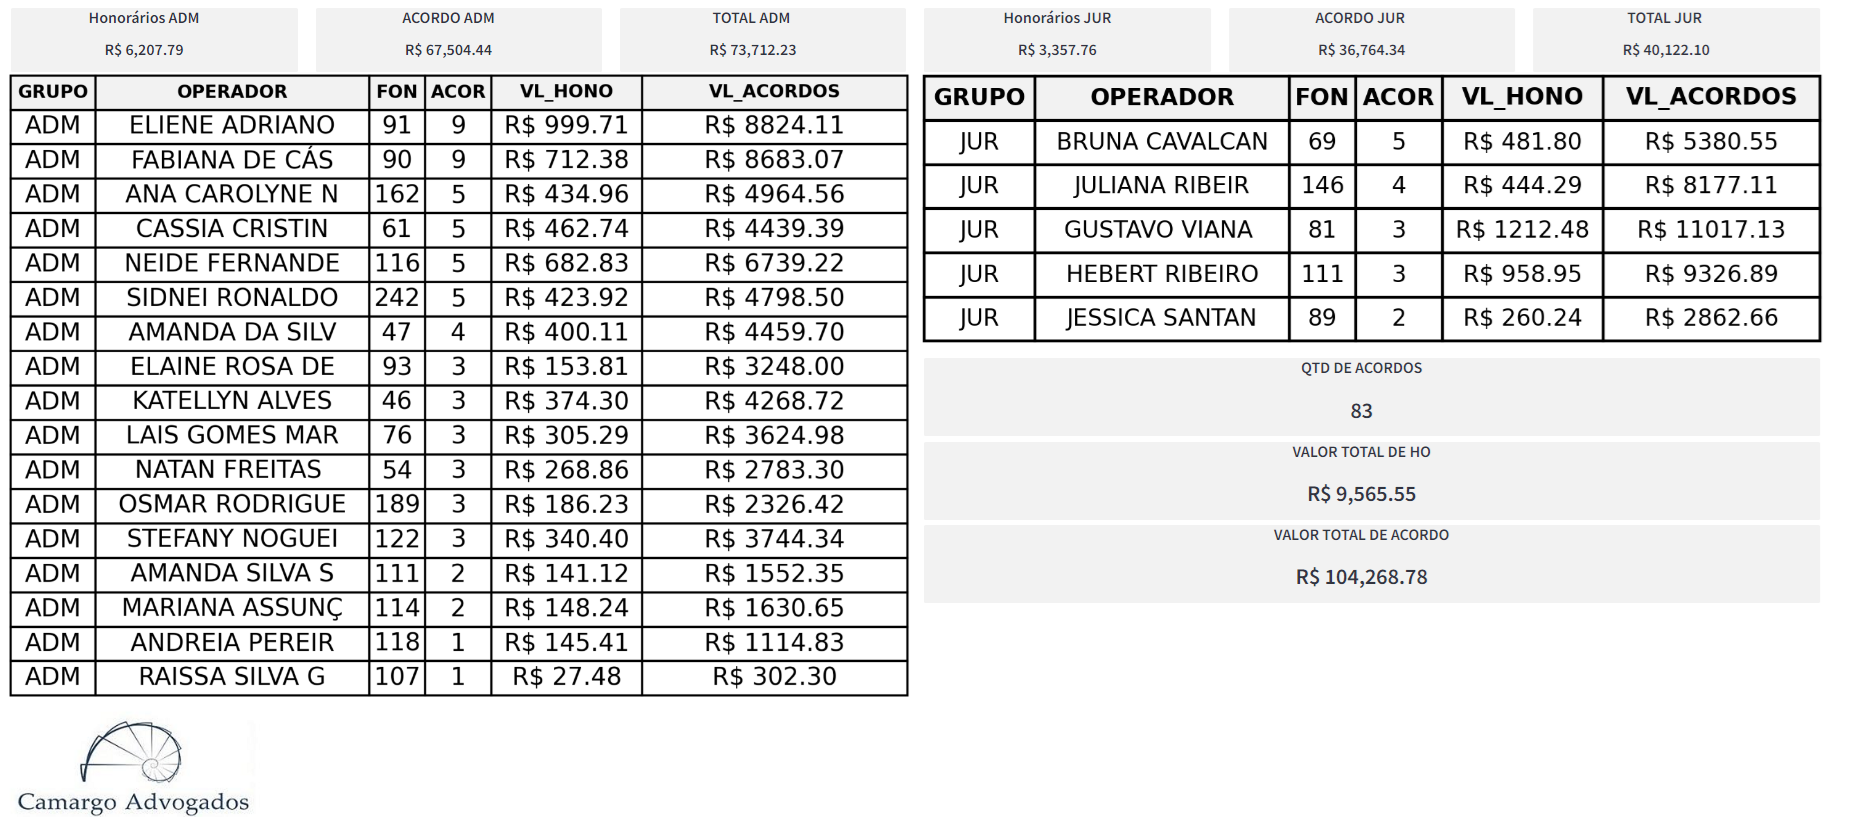 Honorários ADM ACORDO ADM TOTAL ADM
R$ 6,207.79 R$ 67,504.44 R$ 73,712.23
GRUPO OPERADOR FON ACOR VL_HONO VL_ACORDOS
ADM ELIENE ADRIANO 91 9 R$ 999.71 R$ 8824.11
ADM FABIANA DE CÁS 90 9 R$ 712.38 R$ 8683.07
ADM ANA CAROLYNE N 162 5 R$ 434.96 R$ 4964.56
ADM CASSIA CRISTIN 61 5 R$ 462.74 R$ 4439.39
ADM NEIDE FERNANDE 116 5 R$ 682.83 R$ 6739.22
ADM SIDNEI RONALDO 242 5 R$ 423.92 R$ 4798.50
ADM AMANDA DA SILV 47 4 R$ 400.11 R$ 4459.70
ADM ELAINE ROSA DE 93 3 R$ 153.81 R$ 3248.00
ADM KATELLYN ALVES 46 3 R$ 374.30 R$ 4268.72
ADM LAIS GOMES MAR 76 3 R$ 305.29 R$ 3624.98
ADM NATAN FREITAS 54 3 R$ 268.86 R$ 2783.30
ADM OSMAR RODRIGUE 189 3 R$ 186.23 R$ 2326.42
ADM STEFANY NOGUEI 122 3 R$ 340.40 R$ 3744.34
ADM AMANDA SILVA S 111 2 R$ 141.12 R$ 1552.35
ADM MARIANA ASSUNÇ 114 2 R$ 148.24 R$ 1630.65
ADM ANDREIA PEREIR 118 1 R$ 145.41 R$ 1114.83
ADM RAISSA SILVA G 107 1 R$ 27.48 R$ 302.30
Camargo Advogados
Honorários JUR ACORDO JUR TOTAL JUR
R$ 3,357.76 R$ 36,764.34 R$ 40,122.10
GRUPO OPERADOR FON ACOR VL_HONO VL_ACORDOS
JUR BRUNA CAVALCAN 69 5 R$ 481.80 R$ 5380.55
JUR JULIANA RIBEIR 146 4 R$ 444.29 R$ 8177.11
JUR GUSTAVO VIANA 81 3 R$ 1212.48 R$ 11017.13
JUR HEBERT RIBEIRO 111 3 R$ 958.95 R$ 9326.89
JUR JESSICA SANTAN 89 2 R$ 260.24 R$ 2862.66
QTD DE ACORDOS
83
VALOR TOTAL DE HO
R$ 9,565.55
VALOR TOTAL DE ACORDO
R$ 104,268.78